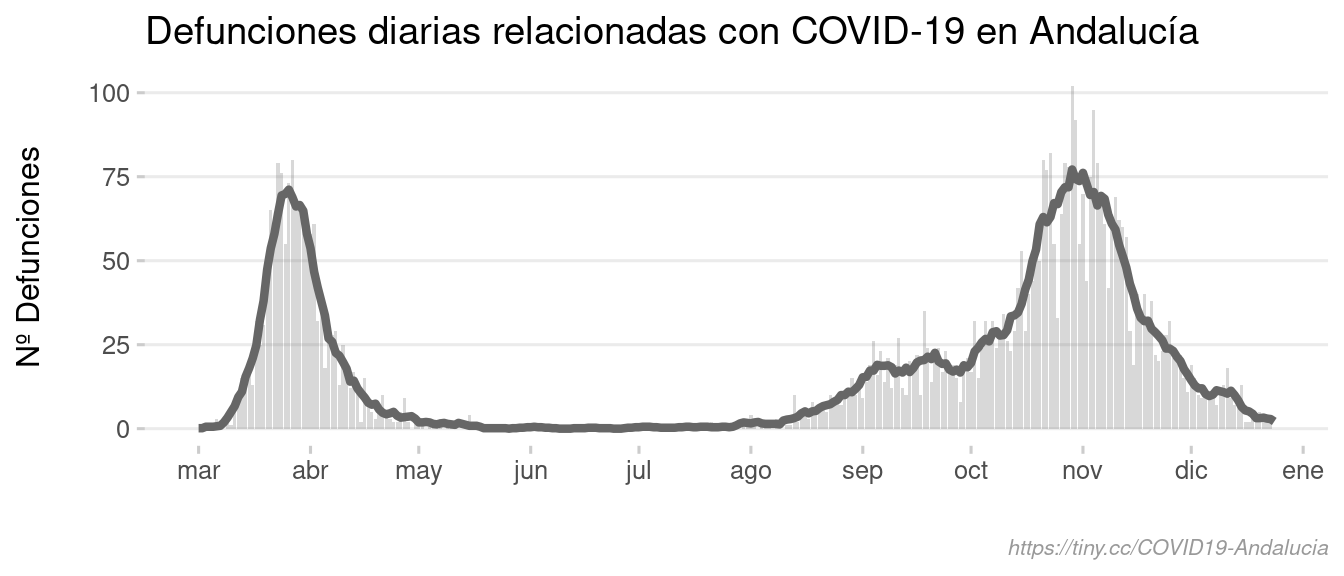 Defunciones diarias relacionadas con COVID-19 en Andalucía
Nº Defunciones
100
75
50
25
0
mar abr may jun jul ago sep oct nov dic ene
https://tiny.cc/COVID19-Andalucia